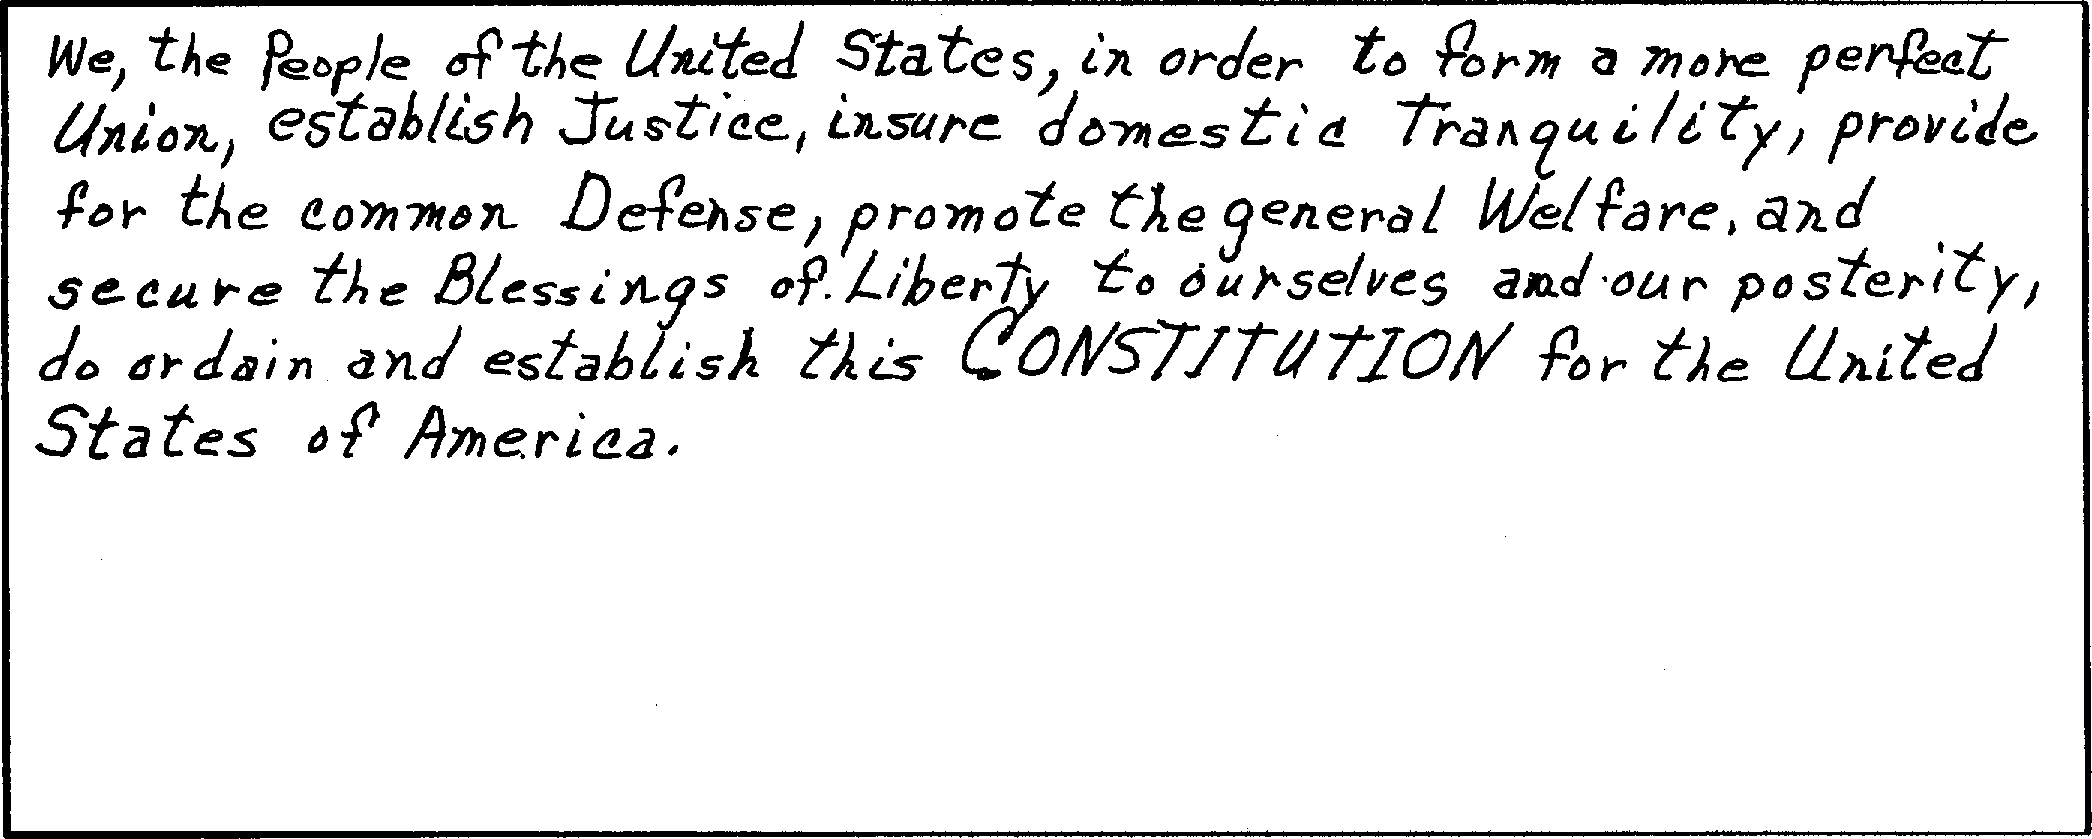 We, the People of the United States, in order to form a more perfect
Union, establish Justice, insure domestic Tranquility, provide
for the common Defense, promote the general Welfare, and
secure the Blessings of Liberty to ourselves and our posterity,
do ordain and establish this CONSTITUTION for the United
States of America.